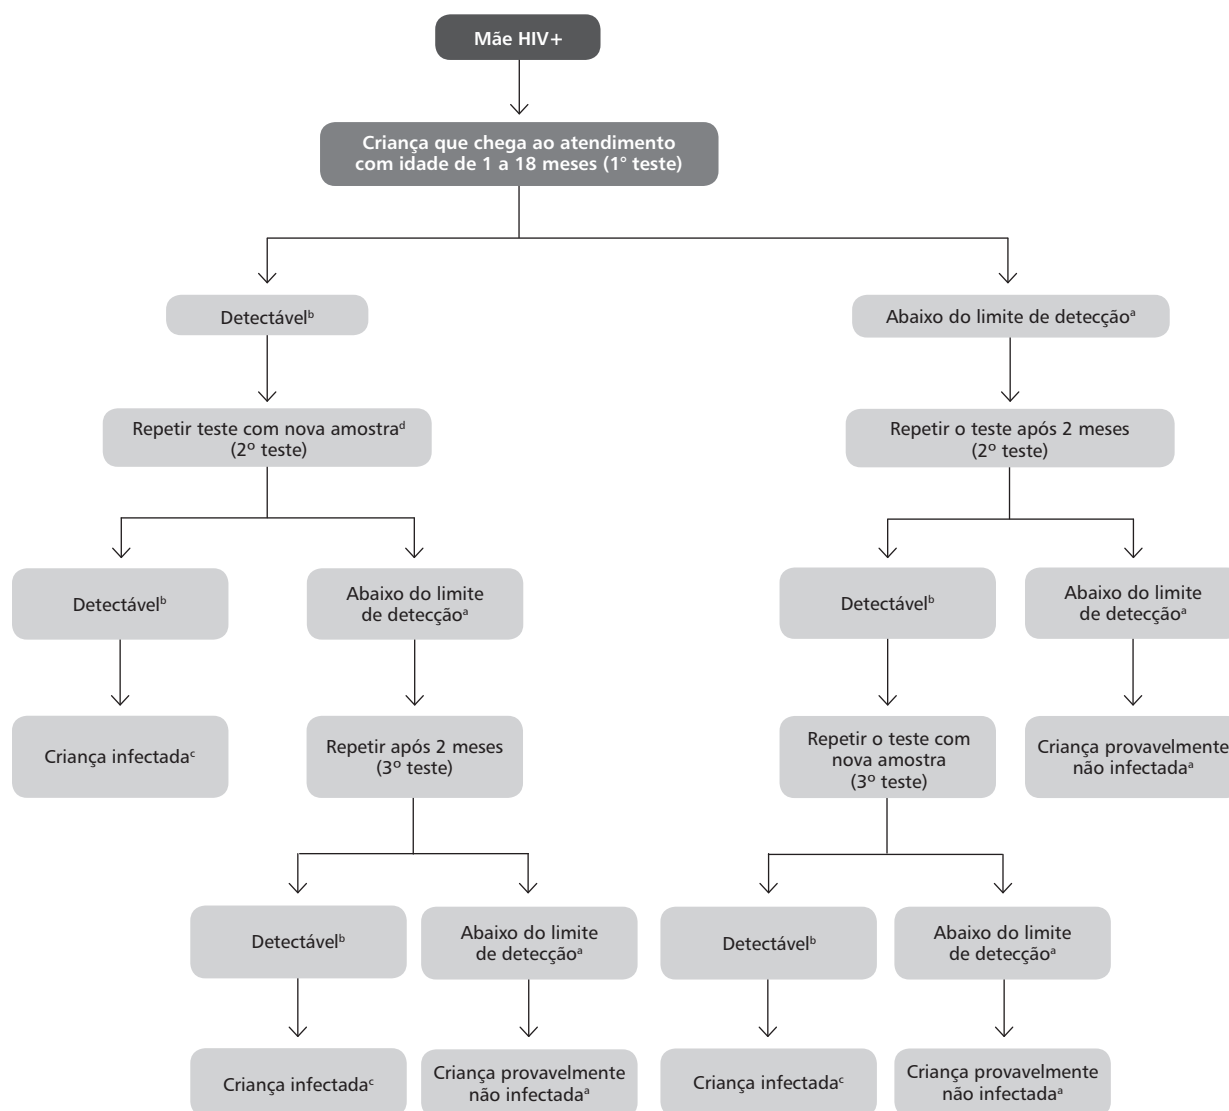 Mãe HIV+
Criança que chega ao atendimento
com idade de 1 a 18 meses (1° teste)
Detectávelᵇ
Abaixo do limite de detecçãoᵃ
Repetir teste com nova amostraᵈ
(2º teste)
Repetir o teste após 2 meses
(2º teste)
Detectávelᵇ
Abaixo do limite
de detecçãoᵃ
Detectávelᵇ
Abaixo do limite
de detecçãoᵃ
Criança infectadaᶜ
Repetir após 2 meses
(3º teste)
Repetir o teste com
nova amostra
(3º teste)
Criança provavelmente
não infectadaᵃ
Detectávelᵇ
Abaixo do limite
de detecçãoᵃ
Detectávelᵇ
Abaixo do limite
de detecçãoᵃ
Criança infectadaᶜ
Criança provavelmente
não infectadaᵃ
Criança infectadaᶜ
Criança provavelmente
não infectadaᵃ